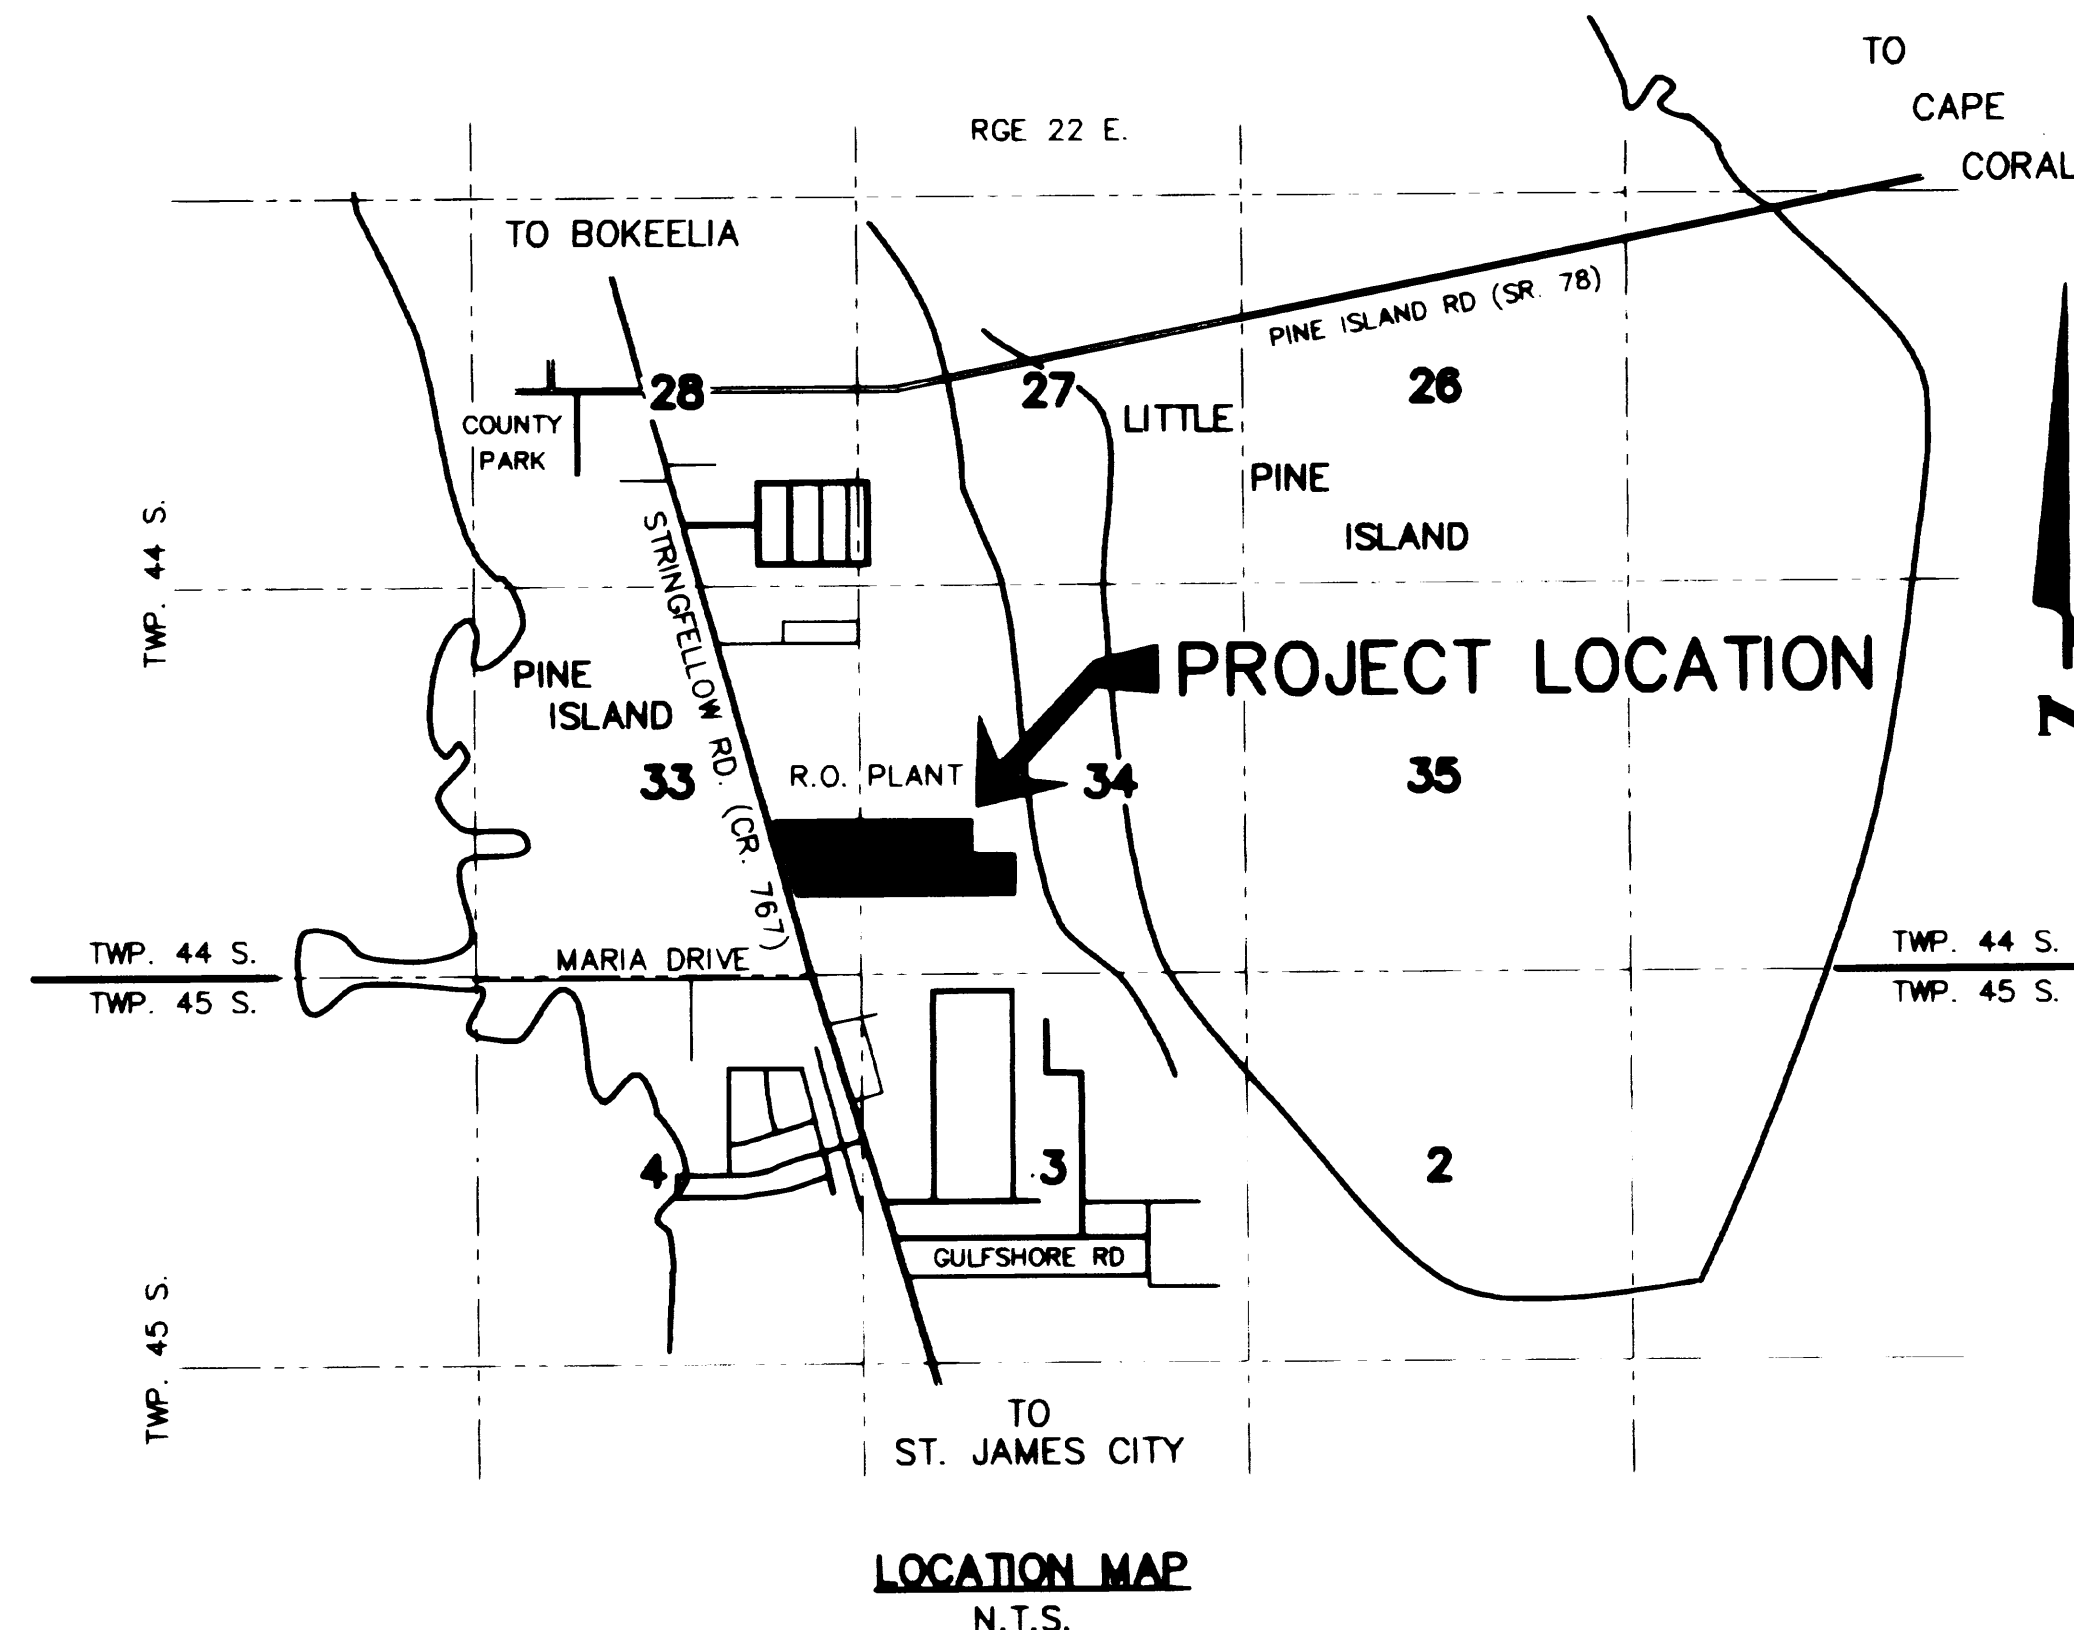 TO
CAPE
CORAL
RGE 22 E.
TO BOKEELIA
PINE ISLAND RD (SR. 78)
28
27
26
COUNTY
PARK
LITTLE
PINE
ISLAND
TWP. 44 S.
STRINGFELLOW RD. (CR. 767)
PINE
ISLAND
PROJECT LOCATION
N
33
R.O. PLANT
34
35
TWP. 44 S.
MARIA DRIVE
TWP. 44 S.
TWP. 45 S.
TWP. 45 S.
4
3
2
GULFSHORE RD
TWP. 45 S.
TO
ST. JAMES CITY
LOCATION MAP
N.T.S.